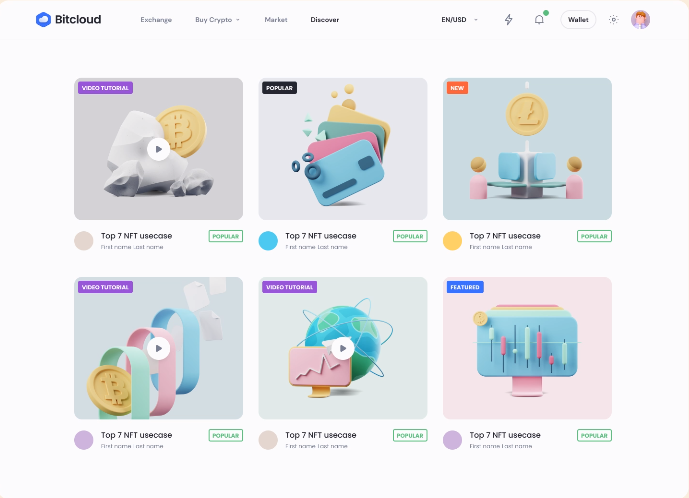 Bitcloud
Exchange
Buy Crypto
Market
Discover
EN/USD
Wallet
VIDEO TUTORIAL
POPULAR
NEW
Top 7 NFT usecase
POPULAR
Top 7 NFT usecase
POPULAR
Top 7 NFT usecase
POPULAR
First name Last name
First name Last name
First name Last name
VIDEO TUTORIAL
VIDEO TUTORIAL
FEATURED
Top 7 NFT usecase
POPULAR
Top 7 NFT usecase
POPULAR
Top 7 NFT usecase
POPULAR
First name Last name
First name Last name
First name Last name